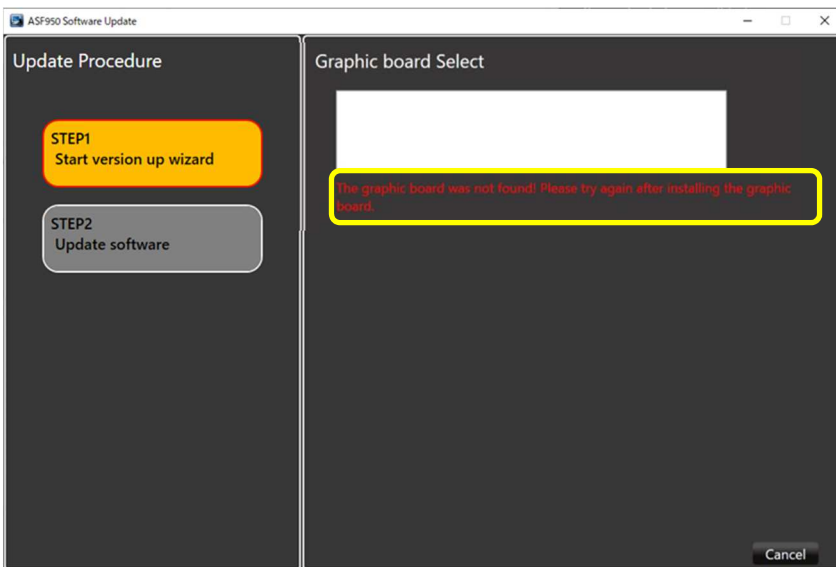 ASF950 Software Update
Update Procedure
STEP1
Start version up wizard
STEP2
Update software
Graphic board Select
The graphic board was not found! Please try again after installing the graphic
board.
Cancel